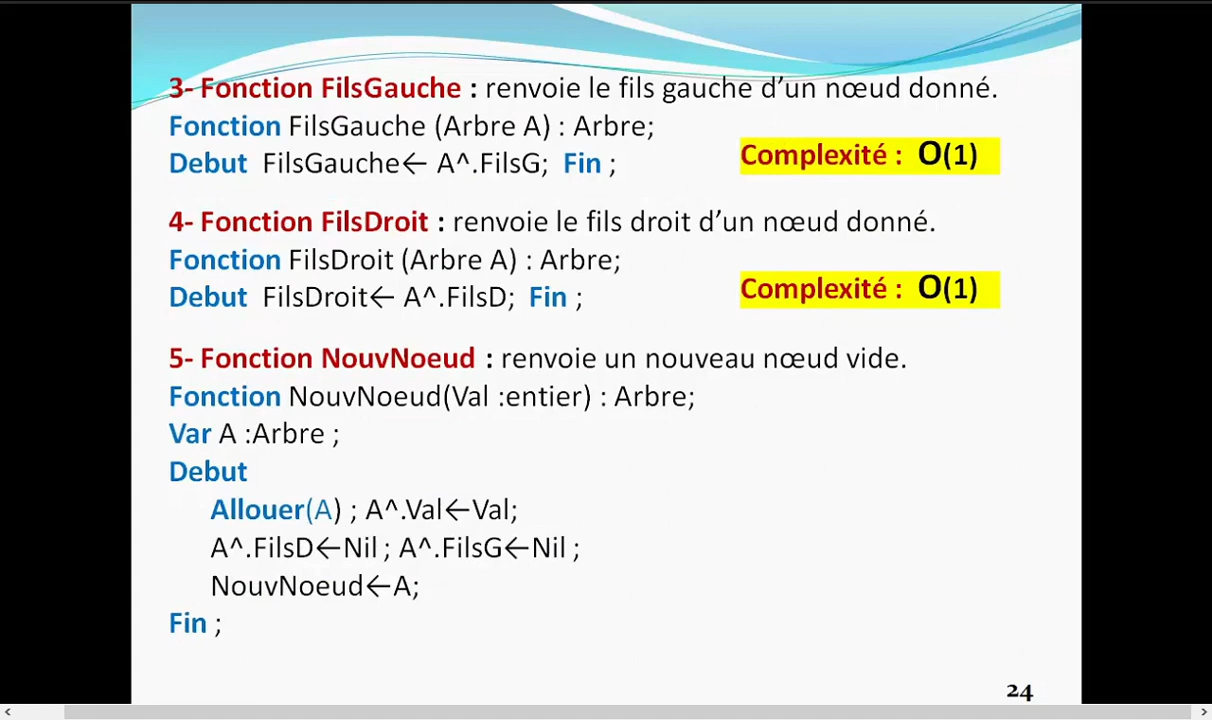 3- Fonction FilsGauche : renvoie le fils gauche d’un nœud donné.
Fonction FilsGauche (Arbre A) : Arbre;
Debut FilsGauche← A^.FilsG; Fin ;
Complexité : O(1)
4- Fonction FilsDroit : renvoie le fils droit d’un nœud donné.
Fonction FilsDroit (Arbre A) : Arbre;
Debut FilsDroit← A^.FilsD; Fin ;
Complexité : O(1)
5- Fonction NouvNoeud : renvoie un nouveau nœud vide.
Fonction NouvNoeud(Val :entier) : Arbre;
Var A :Arbre ;
Debut
Allouer(A) ; A^.Val←Val;
A^.FilsD←Nil ; A^.FilsG←Nil ;
NouvNoeud←A;
Fin ;
24